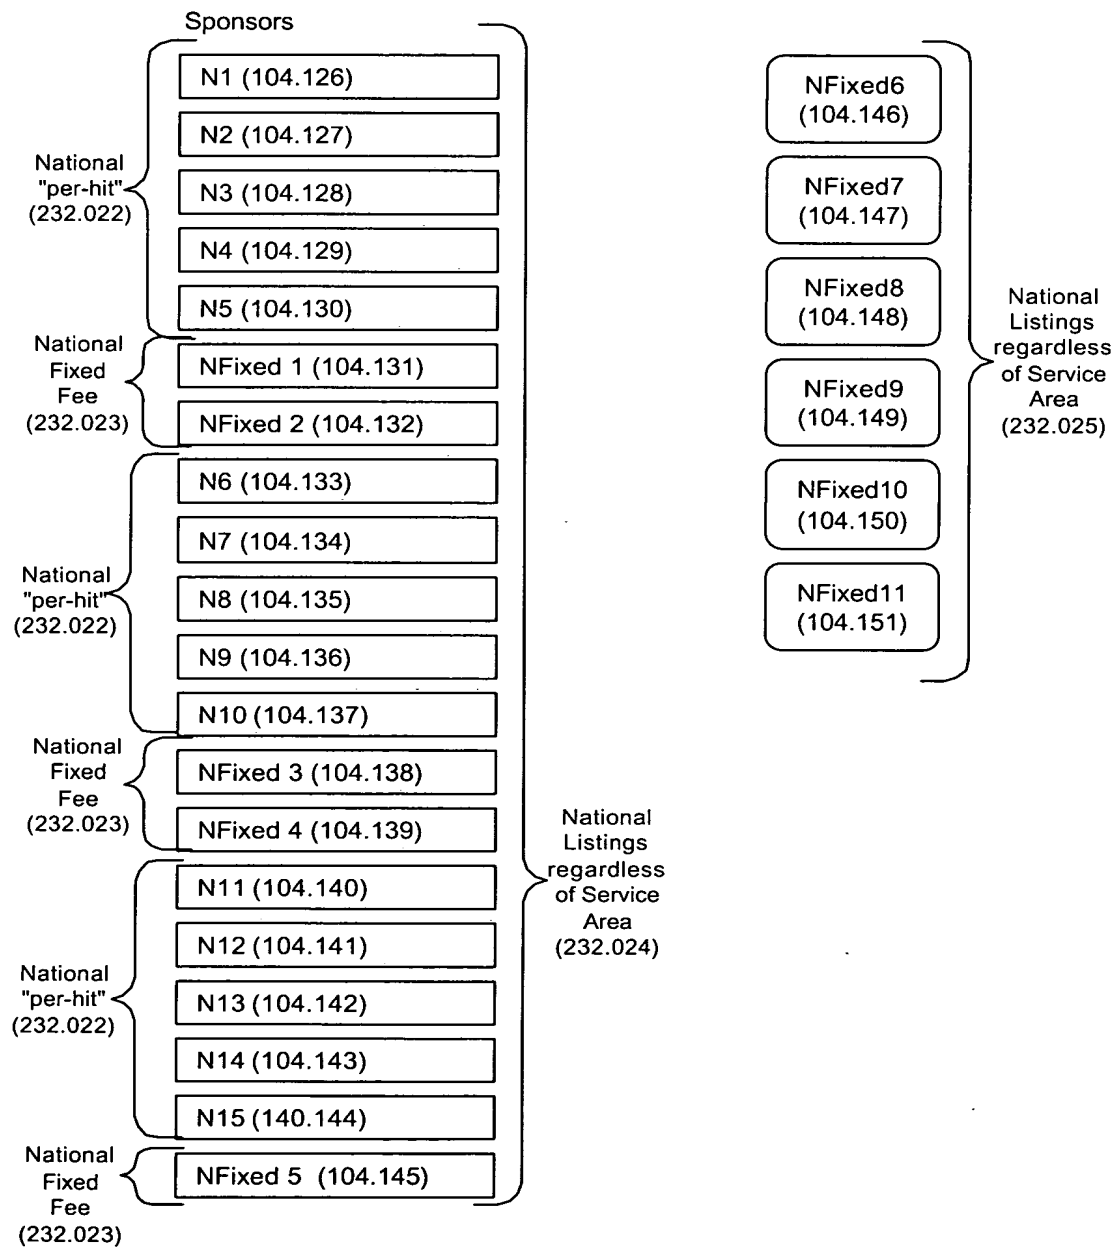 Sponsors
N1 (104.126)
N2 (104.127)
N3 (104.128)
N4 (104.129)
N5 (104.130)
National
"per-hit"
(232.022)
NFixed 1 (104.131)
NFixed 2 (104.132)
National
Fixed
Fee
(232.023)
N6 (104.133)
N7 (104.134)
N8 (104.135)
N9 (104.136)
N10 (104.137)
National
"per-hit"
(232.022)
NFixed 3 (104.138)
NFixed 4 (104.139)
National
Fixed
Fee
(232.023)
N11 (104.140)
N12 (104.141)
N13 (104.142)
N14 (104.143)
N15 (140.144)
National
"per-hit"
(232.022)
NFixed 5 (104.145)
National
Fixed
Fee
(232.023)
National
Listings
regardless
of Service
Area
(232.024)
NFixed6
(104.146)
NFixed7
(104.147)
NFixed8
(104.148)
NFixed9
(104.149)
NFixed10
(104.150)
NFixed11
(104.151)
National
Listings
regardless
of Service
Area
(232.025)